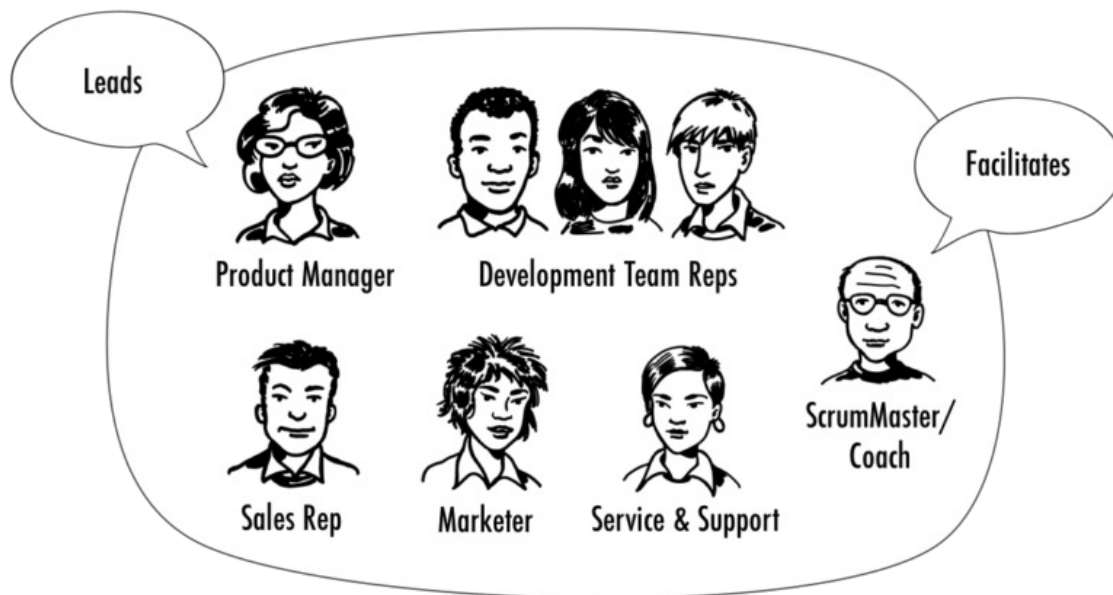 Leads
Facilitates
Product Manager
Development Team Reps
ScrumMaster/
Coach
Sales Rep
Marketer
Service & Support